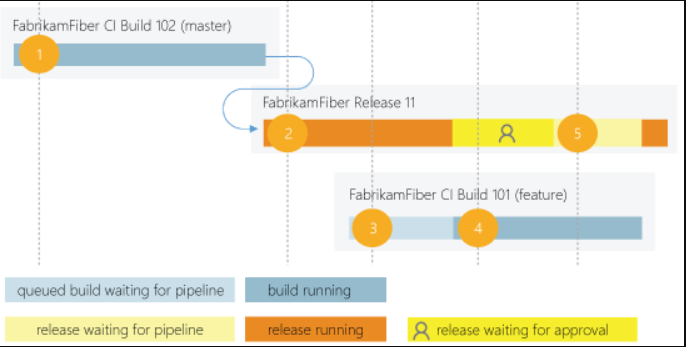 FabrikamFiber CI Build 102 (master)
1
FabrikamFiber Release 11
2
5
FabrikamFiber CI Build 101 (feature)
3
4
queued build waiting for pipeline
build running
release waiting for pipeline
release running
release waiting for approval